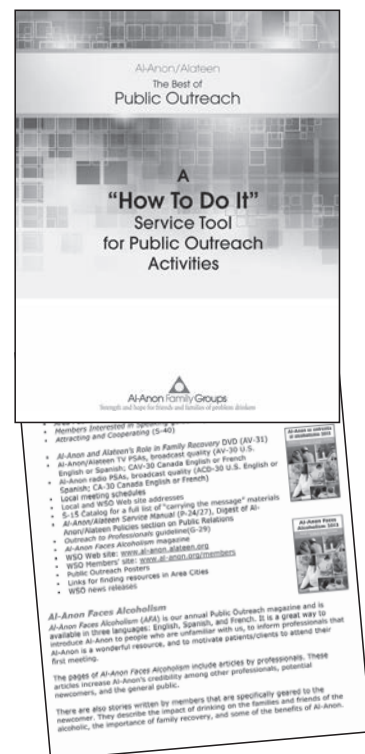 Al-Anon/Alateen
The Best of
Public Outreach
A
“How To Do It”
Service Tool
for Public Outreach
Activities
Al-Anon Family Groups
Strength and hope for friends and families of problem drinkers
Members Interested in Speaking
• Attracting and Cooperating (S-40)
• Al-Anon and Alateen's Role in Family Recovery DVD (AV-31)
• Al-Anon/Alateen TV PSAs, broadcast quality (AV-30 U.S.
English or Spanish; CAV-30 Canada English or French)
• Al-Anon radio PSAs, broadcast quality (ACD-30 U.S. English or
Spanish; CA-30 Canada English or French)
• Local meeting schedules
• Local and WSO Web site addresses
• S-15 Catalog for a full list of "carrying the message" materials
• Al-Anon/Alateen Service Manual (P-24/27), Digest of Al-
Anon/Alateen Policies section on Public Relations
• Outreach to Professionals guideline(G-29)
• Al-Anon Faces Alcoholism magazine
• WSO Web site: www.al-anon.alateen.org
• WSO Members' site: www.al-anon.org/members
• Public Outreach Posters
• Links for finding resources in Area Cities
• WSO news releases
Al-Anon Faces
Alcoholism 2013
Al-Anon Faces Alcoholism
Al-Anon Faces Alcoholism (AFA) is our annual Public Outreach magazine and is
available in three languages: English, Spanish, and French. It is a great way to
introduce Al-Anon to people who are unfamiliar with us, to inform professionals that
Al-Anon is a wonderful resource, and to motivate patients/clients to attend their
first meeting.
The pages of Al-Anon Faces Alcoholism include articles by professionals. These
articles increase Al-Anon's credibility among other professionals, potential
newcomers, and the general public.
There are also stories written by members that are specifically geared to the
newcomer. They describe the impact of drinking on the families and friends of the
alcoholic, the importance of family recovery, and some of the benefits of Al-Anon.